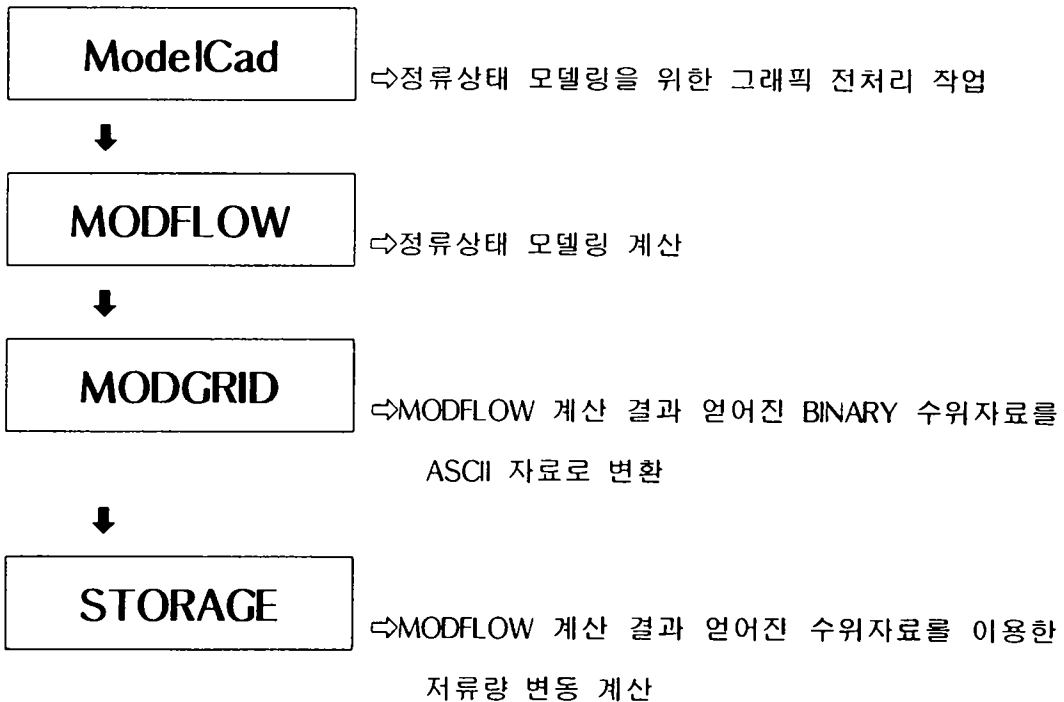 ModelCad
⇨정류상태 모델링을 위한 그래픽 전처리 작업
MODFLOW
⇨정류상태 모델링 계산
MODGRID
⇨MODFLOW 계산 결과 얻어진 BINARY 수위자료를
ASCII 자료로 변환
STORAGE
⇨MODFLOW 계산 결과 얻어진 수위자료를 이용한
저류량 변동 계산